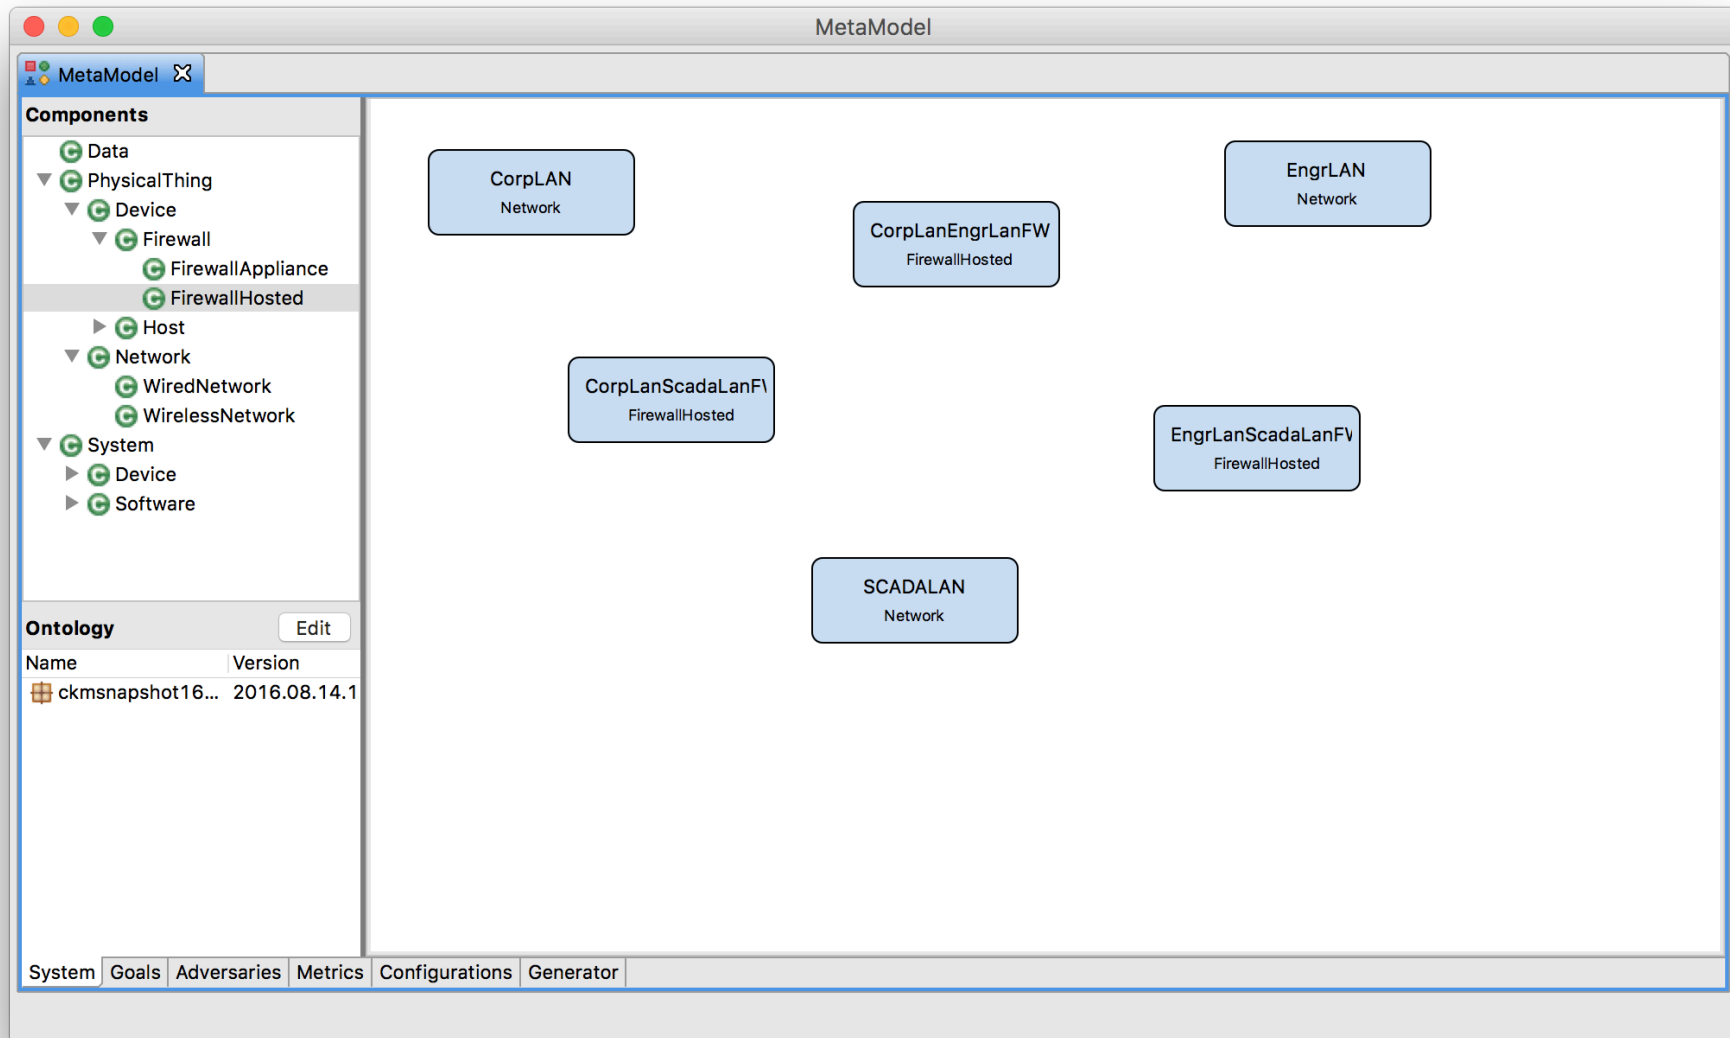 MetaModel
MetaModel
Components
Data
PhysicalThing
Device
Firewall
FirewallAppliance
FirewallHosted
Host
Network
WiredNetwork
WirelessNetwork
System
Device
Software
Ontology Edit
Name Version
ckmsnapshot16... 2016.08.14.1
CorpLAN
Network
EngrLAN
Network
CorpLanEngrLanFW
FirewallHosted
CorpLanScadaLanF
FirewallHosted
EngrLanScadaLanF
FirewallHosted
SCADALAN
Network
System Goals Adversaries Metrics Configurations Generator